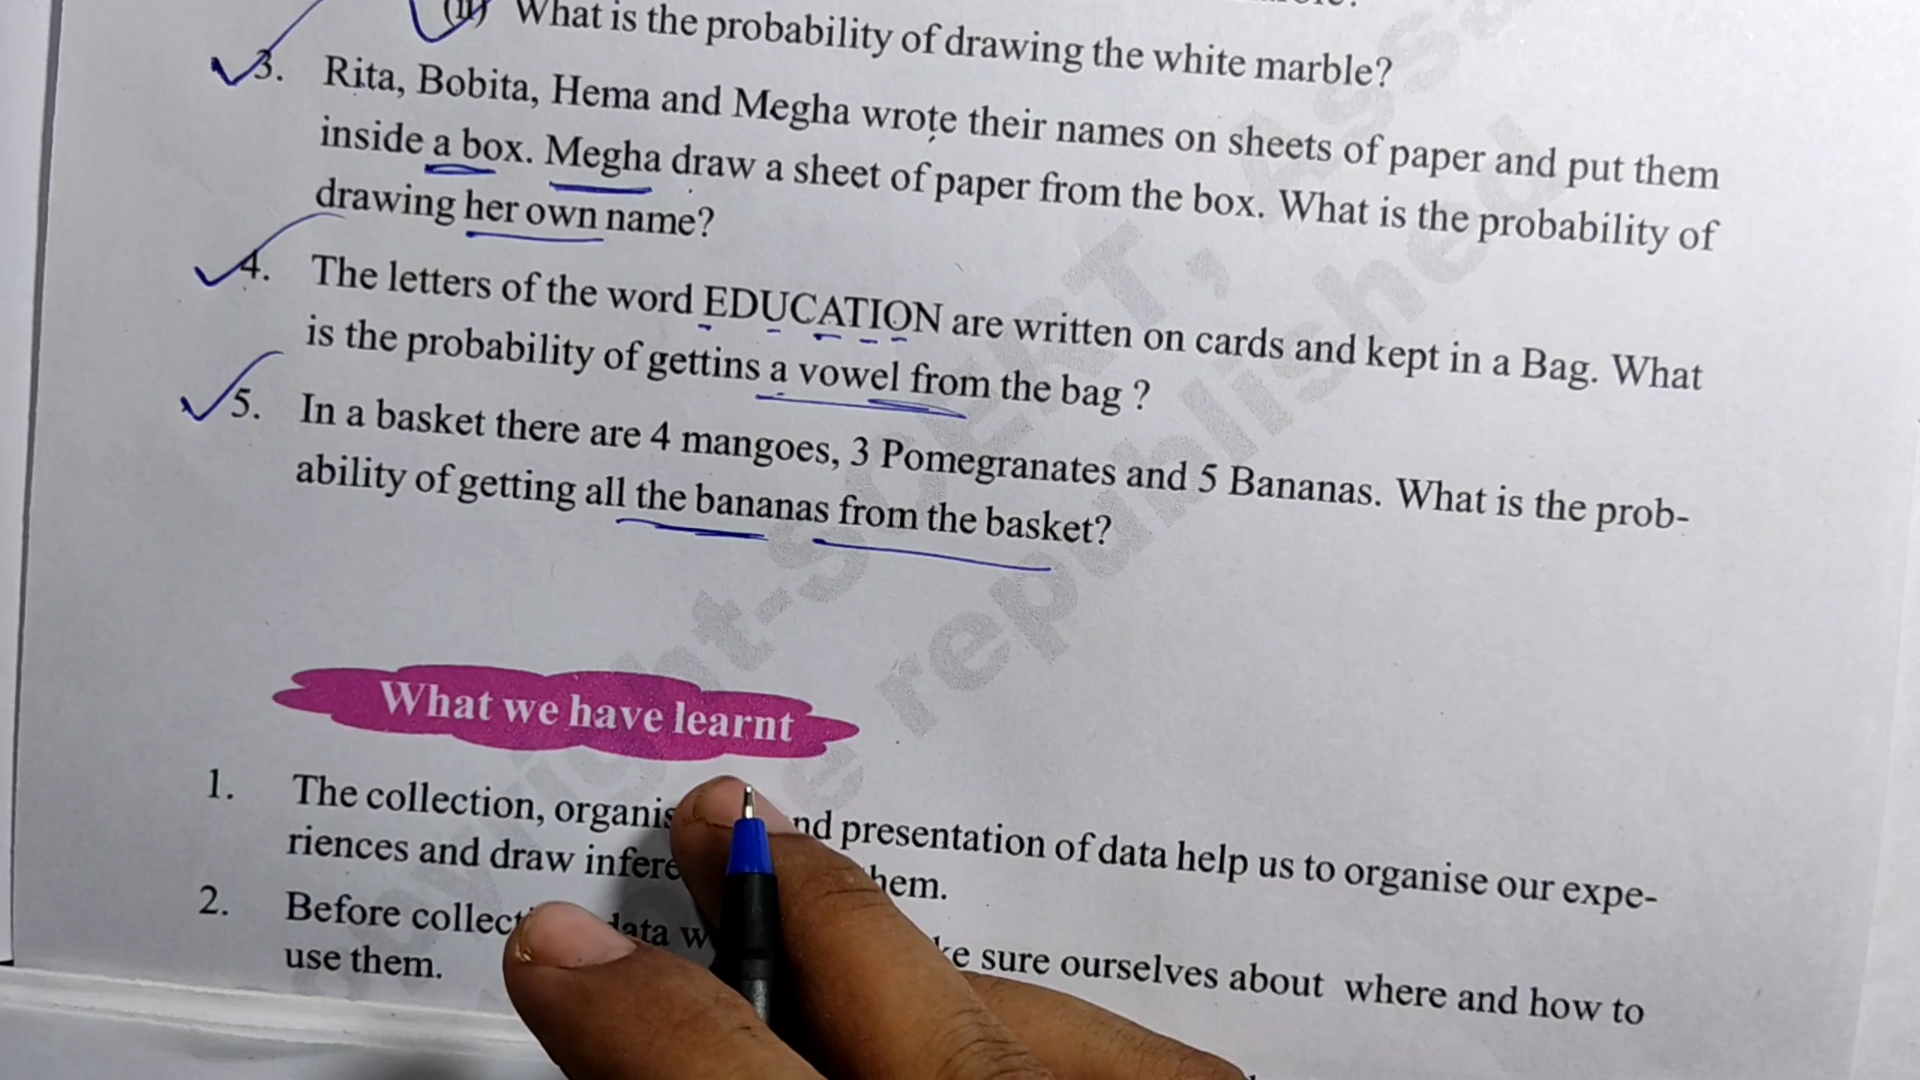 (ii) What is the probability of drawing the white marble?
3. Rita, Bobita, Hema and Megha wrote their names on sheets of paper and put them
inside a box. Megha draw a sheet of paper from the box. What is the probability of
drawing her own name?
4. The letters of the word EDUCATION are written on cards and kept in a Bag. What
is the probability of gettins a vowel from the bag ?
5. In a basket there are 4 mangoes, 3 Pomegranates and 5 Bananas. What is the prob-
ability of getting all the bananas from the basket?
What we have learnt
1. The collection, organis nd presentation of data help us to organise our expe-
riences and draw infere hem.
2. Before collect data w ke sure ourselves about where and how to
use them.